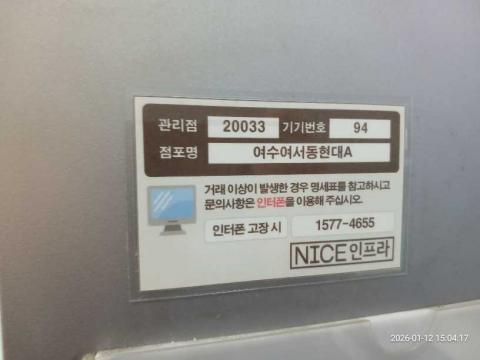 관리점 20033 기기번호 94
점포명 여수여서동현대A
거래 이상이 발생한 경우 명세표를 참고하시고
문의사항은 인터폰을 이용해 주십시오.
인터폰 고장 시 1577-4655
NICE인프라
2026-01-12 15:04:17